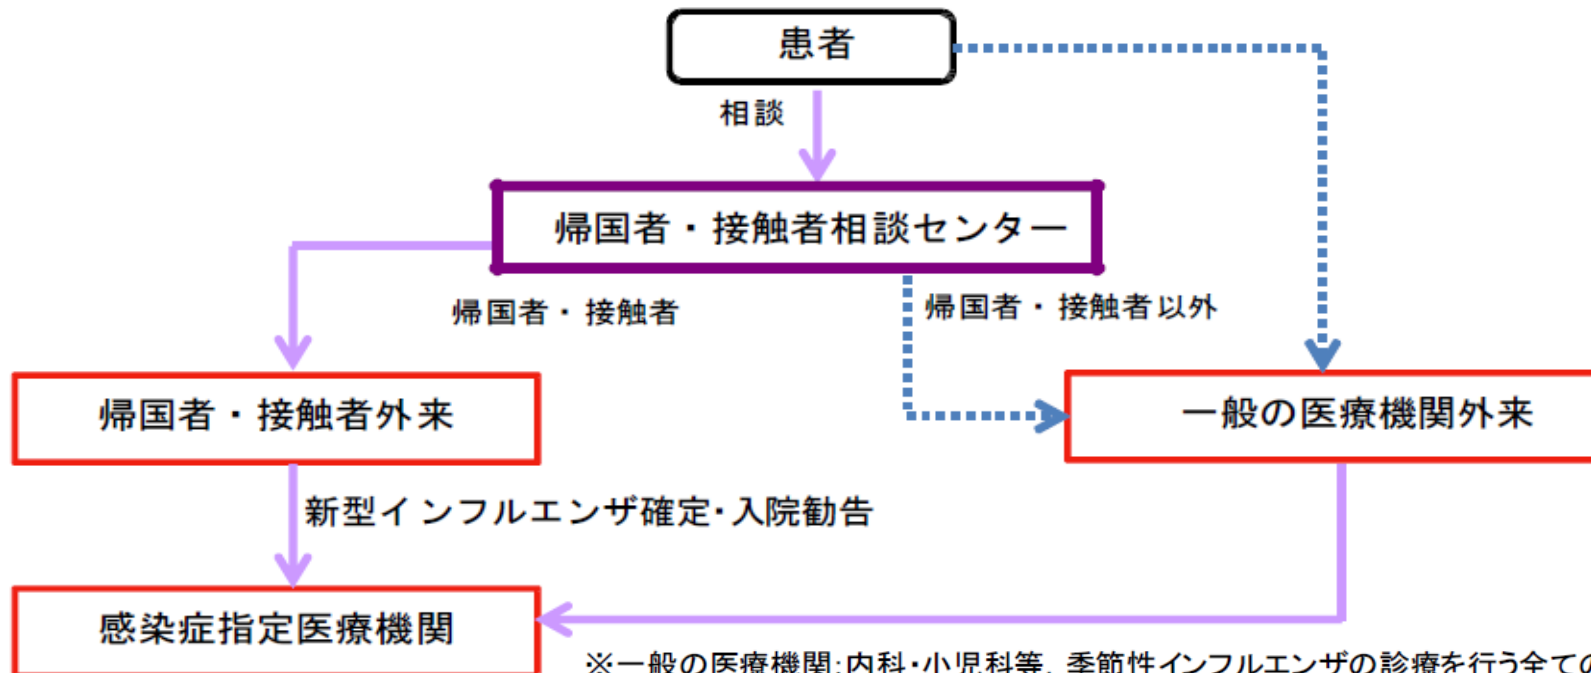 患者
相談
帰国者・接触者相談センター
帰国者・接触者
帰国者・接触者以外
帰国者・接触者外来
一般の医療機関外来
新型インフルエンザ確定・入院勧告
感染症指定医療機関
※一般の医療機関:内科・小児科等、季節性インフルエンザの診療を行う全ての